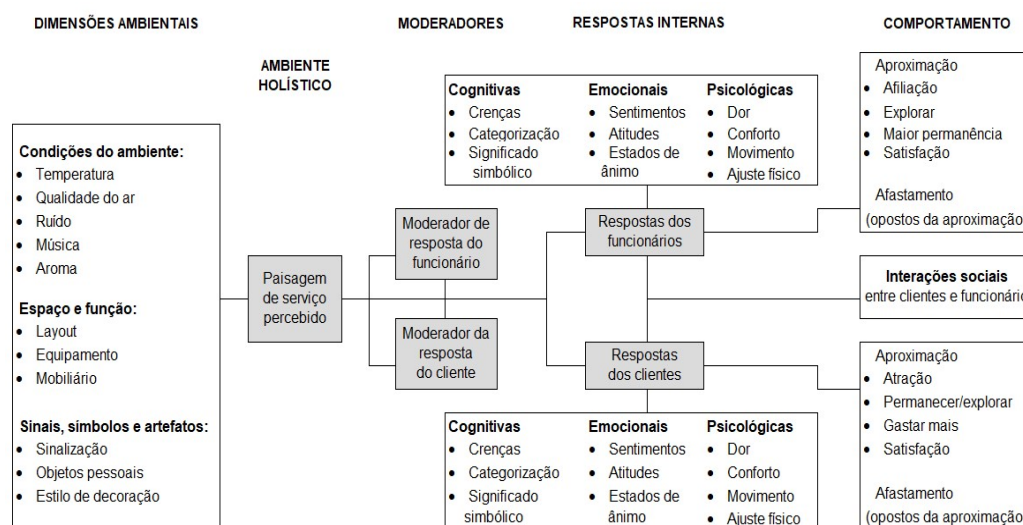 DIMENSÕES AMBIENTAIS
AMBIENTE
HOLÍSTICO
MODERADORES
RESPOSTAS INTERNAS
COMPORTAMENTO
Condições do ambiente:
• Temperatura
• Qualidade do ar
• Ruído
• Música
• Aroma
Espaço e função:
• Layout
• Equipamento
• Mobiliário
Sinais, símbolos e artefatos:
• Sinalização
• Objetos pessoais
• Estilo de decoração
Paisagem
de serviço
percebido
Moderador de
resposta do
funcionário
Moderador da
resposta
do cliente
Cognitivas
• Crenças
• Categorização
• Significado
simbólico
Emocionais
• Sentimentos
• Atitudes
• Estados de
ânimo
Psicológicas
• Dor
• Conforto
• Movimento
• Ajuste físico
Respostas dos
funcionários
Respostas
dos clientes
Cognitivas
• Crenças
• Categorização
• Significado
simbólico
Emocionais
• Sentimentos
• Atitudes
• Estados de
ânimo
Psicológicas
• Dor
• Conforto
• Movimento
• Ajuste físico
Aproximação
• Afiliação
• Explorar
• Maior permanência
• Satisfação
Afastamento
(opostos da aproximação
Interações sociais
entre clientes e
Aproximação
• Atração
• Permanecer/explorar
• Gastar mais
• Satisfação
Afastamento
(opostos da aproximação